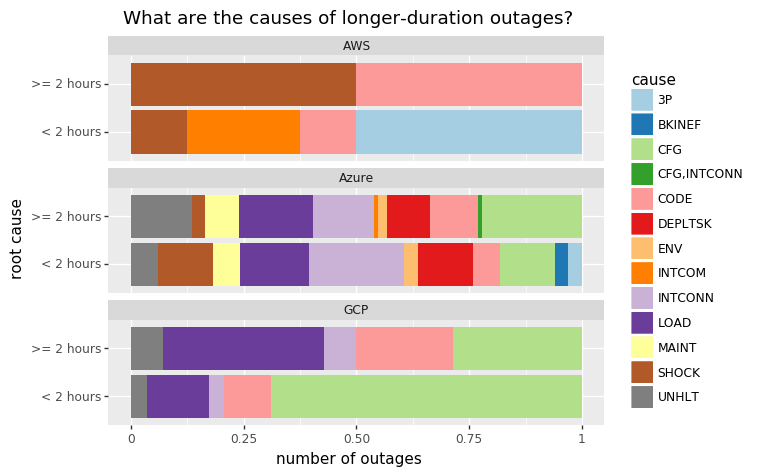 What are the causes of longer-duration outages?
AWS
>= 2 hours
< 2 hours
Azure
>= 2 hours
< 2 hours
GCP
>= 2 hours
< 2 hours
0 0.25 0.50 0.75 1
number of outages
root cause
cause
3P
BKINEF
CFG
CFG,INTCONN
CODE
DEPLTSK
ENV
INTCOM
INTCONN
LOAD
MAINT
SHOCK
UNHLT